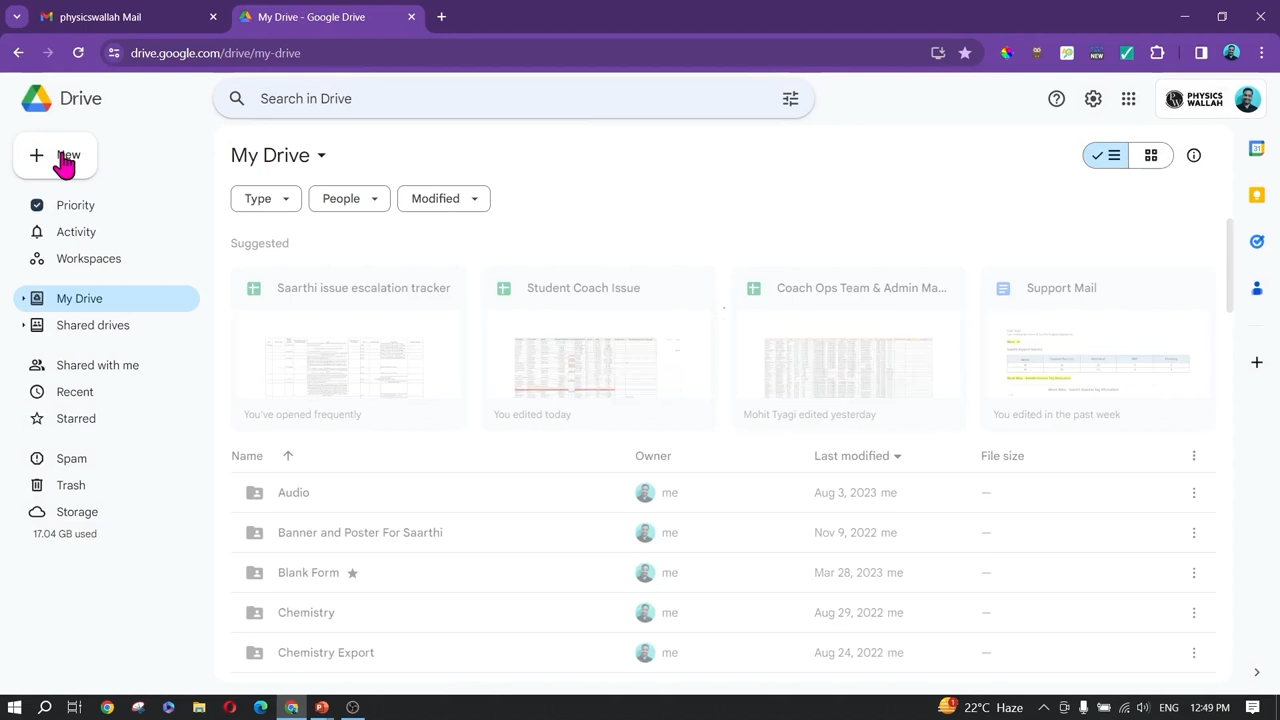 physicswallah Mail
My Drive - Google Drive
drive.google.com/drive/my-drive
NEW
Drive
Search in Drive
PHYSICS
WALLAH
New
My Drive
31
Type
People
Modified
Priority
Activity
Workspaces
My Drive
Shared drives
Shared with me
Recent
Starred
Spam
Trash
Storage
17.04 GB used
Suggested
Saarthi issue escalation tracker
You've opened frequently
Student Coach Issue
You edited today
Coach Ops Team & Admin Ma...
Mohit Tyagi edited yesterday
Support Mail
You edited in the past week
Name Owner Last modified File size
Audio me Aug 3, 2023 me —
Banner and Poster For Saarthi me Nov 9, 2022 me —
Blank Form me Mar 28, 2023 me —
Chemistry me Aug 29, 2022 me —
Chemistry Export me Aug 24, 2022 me —
22°C Haze ENG 12:49 PM